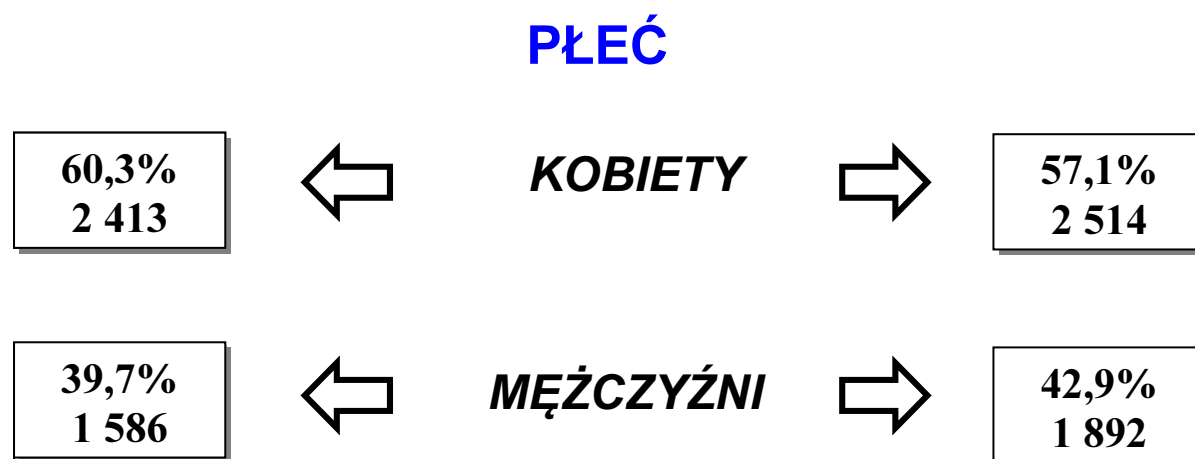 PŁEĆ
60,3%
2 413
KOBIETY
57,1%
2 514
39,7%
1 586
MĘŻCZYŹNI
42,9%
1 892